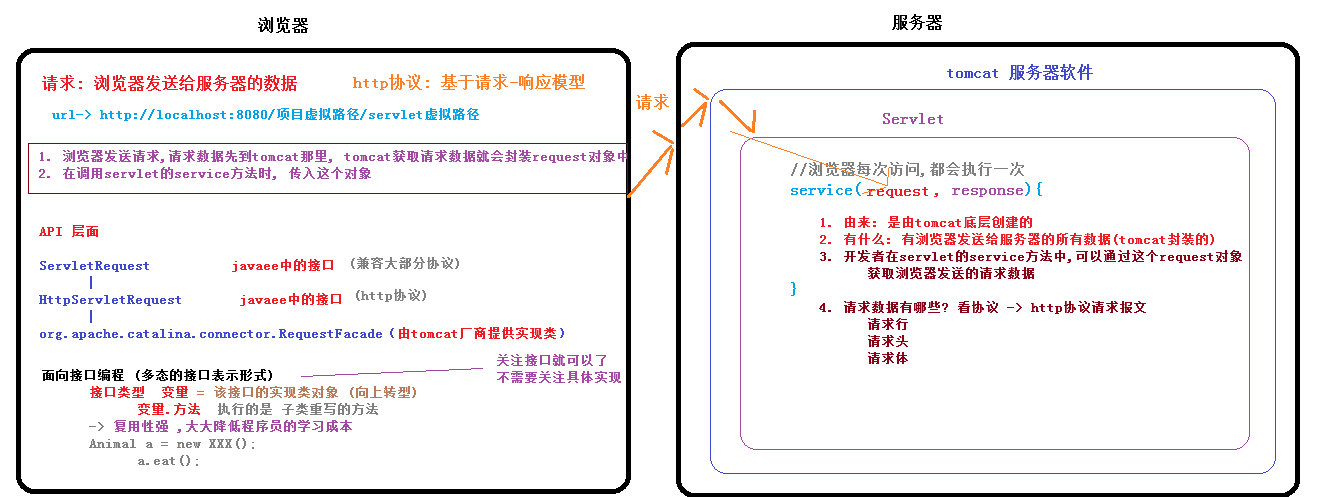 浏览器
请求: 浏览器发送给服务器的数据
http协议: 基于请求-响应模型
url-> http://localhost:8080/项目虚拟路径/servlet虚拟路径
1. 浏览器发送请求,请求数据先到tomcat那里, tomcat获取请求数据就会封装request对象中
2. 在调用servlet的service方法时, 传入这个对象
API 层面
ServletRequest javaee中的接口 (兼容大部分协议)
|
HttpServletRequest javaee中的接口 (http协议)
|
org.apache.catalina.connector.RequestFacade (由tomcat厂商提供实现类)
面向接口编程 (多态的接口表示形式)
关注接口就可以了
不需要关注具体实现
接口类型 变量 = 该接口的实现类对象 (向上转型)
变量.方法 执行的是 子类重写的方法
-> 复用性强 ,大大降低程序员的学习成本
Animal a = new XXX();
a.eat();
请求
服务器
tomcat 服务器软件
Servlet
//浏览器每次访问,都会执行一次
service(request, response){
1. 由来: 是由tomcat底层创建的
2. 有什么: 有浏览器发送给服务器的所有数据(tomcat封装的)
3. 开发者在servlet的service方法中,可以通过这个request对象
获取浏览器发送的请求数据
}
4. 请求数据有哪些? 看协议 -> http协议请求报文
请求行
请求头
请求体